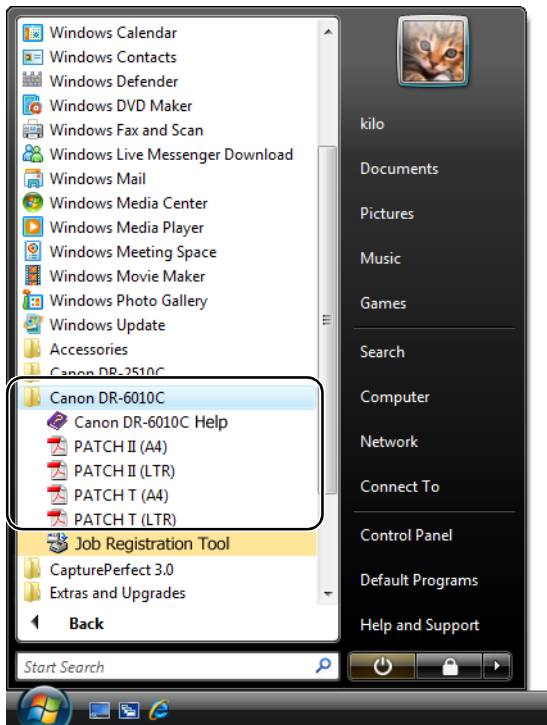 Windows Calendar
Windows Contacts
Windows Defender
Windows DVD Maker
Windows Fax and Scan
Windows Live Messenger Download
Windows Mail
Windows Media Center
Windows Media Player
Windows Meeting Space
Windows Movie Maker
Windows Photo Gallery
Windows Update
Accessories
Canon DR-2510C
Canon DR-6010C
Canon DR-6010C Help
PATCH II (A4)
PATCH II (LTR)
PATCH T (A4)
PATCH T (LTR)
Job Registration Tool
CapturePerfect 3.0
Extras and Upgrades
Back
Start Search
kilo
Documents
Pictures
Music
Games
Search
Computer
Network
Connect To
Control Panel
Default Programs
Help and Support